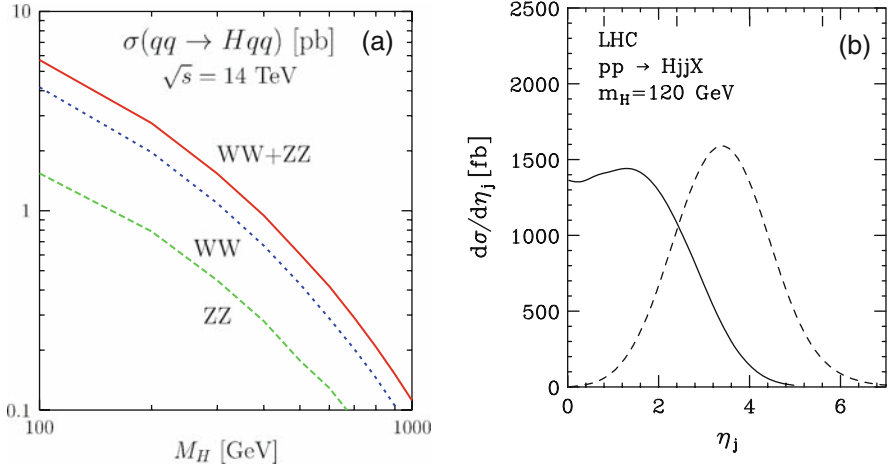 10
1
0.1
100
1000
M_H [GeV]
σ(qq → Hqq) [pb]
(a)
√s = 14 TeV
WW+ZZ
WW
ZZ
2500
2000
1500
1000
500
0
0
2
4
6
η_j
dσ/dη_j [fb]
LHC
(b)
pp → HjjX
m_H=120 GeV